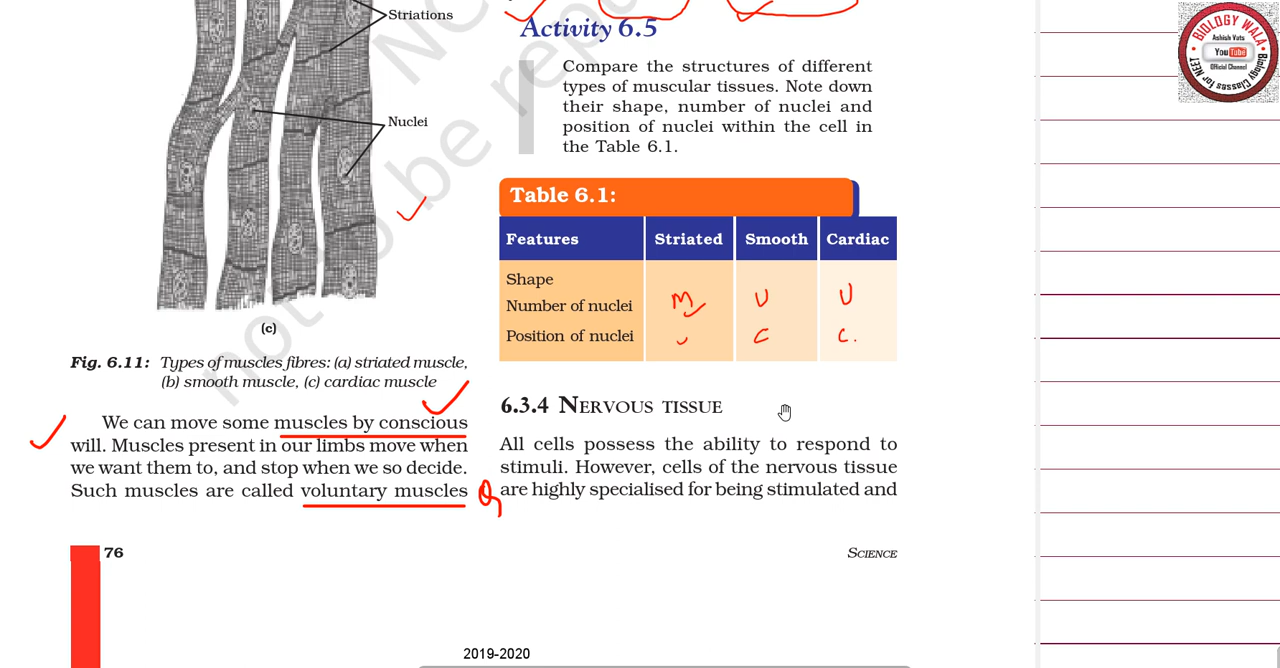 Striations
Nuclei
(c)
Fig. 6.11: Types of muscles fibres: (a) striated muscle,
(b) smooth muscle, (c) cardiac muscle
We can move some muscles by conscious
will. Muscles present in our limbs move when
we want them to, and stop when we so decide.
Such muscles are called voluntary muscles
76
not to be rep
NC
Activity 6.5
Compare the structures of different
types of muscular tissues. Note down
their shape, number of nuclei and
position of nuclei within the cell in
the Table 6.1.
Table 6.1:
Features Striated Smooth Cardiac
Shape
Number of nuclei M U U
Position of nuclei C C.
6.3.4 NERVOUS TISSUE
All cells possess the ability to respond to
stimuli. However, cells of the nervous tissue
are highly specialised for being stimulated and
SCIENCE
2019-2020
BIOLOGY WALA
Ashish Vats
YouTube
Official Channel
Biology Classes for NEET